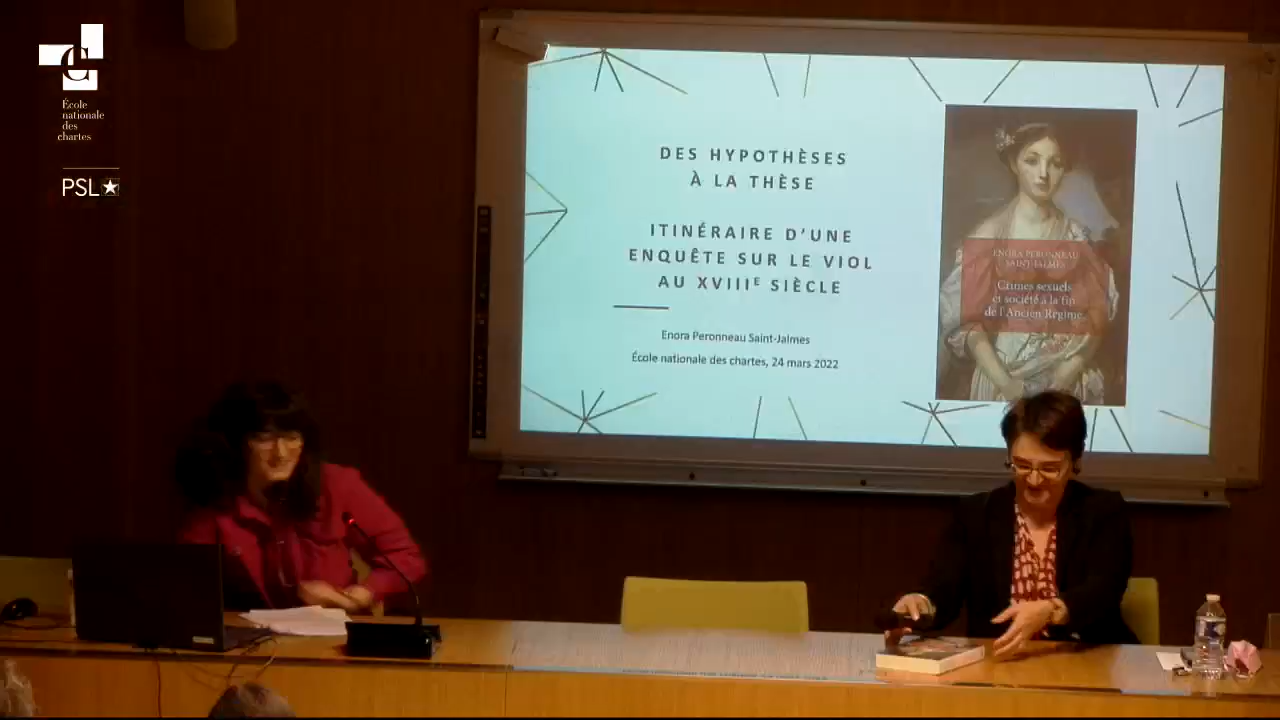 École
nationale
des
chartes
PSL
DES HYPOTHÈSES
À LA THÈSE
ITINÉRAIRE D'UNE
ENQUÊTE SUR LE VIOL
AU XVIIIE SIÈCLE
Enora Peronneau Saint-Jalmes
École nationale des chartes, 24 mars 2022
ENORA PERONNEAU
SAINT-JALMES
Crimes sexuels
et société à la fin
de l'Ancien Régime